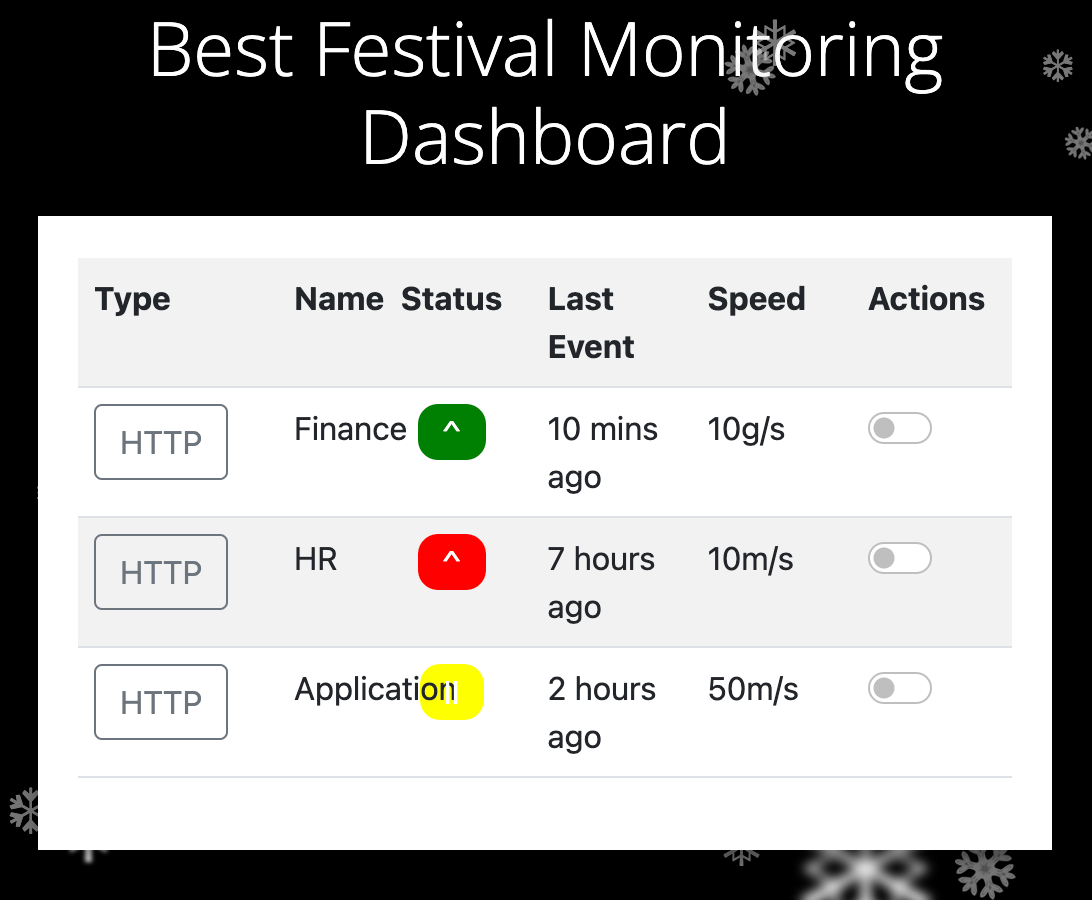 Best Festival Monitoring
Dashboard
Type Name Status Last Event Speed Actions
HTTP Finance ^ 10 mins ago 10g/s
HTTP HR ^ 7 hours ago 10m/s
HTTP Application || 2 hours ago 50m/s